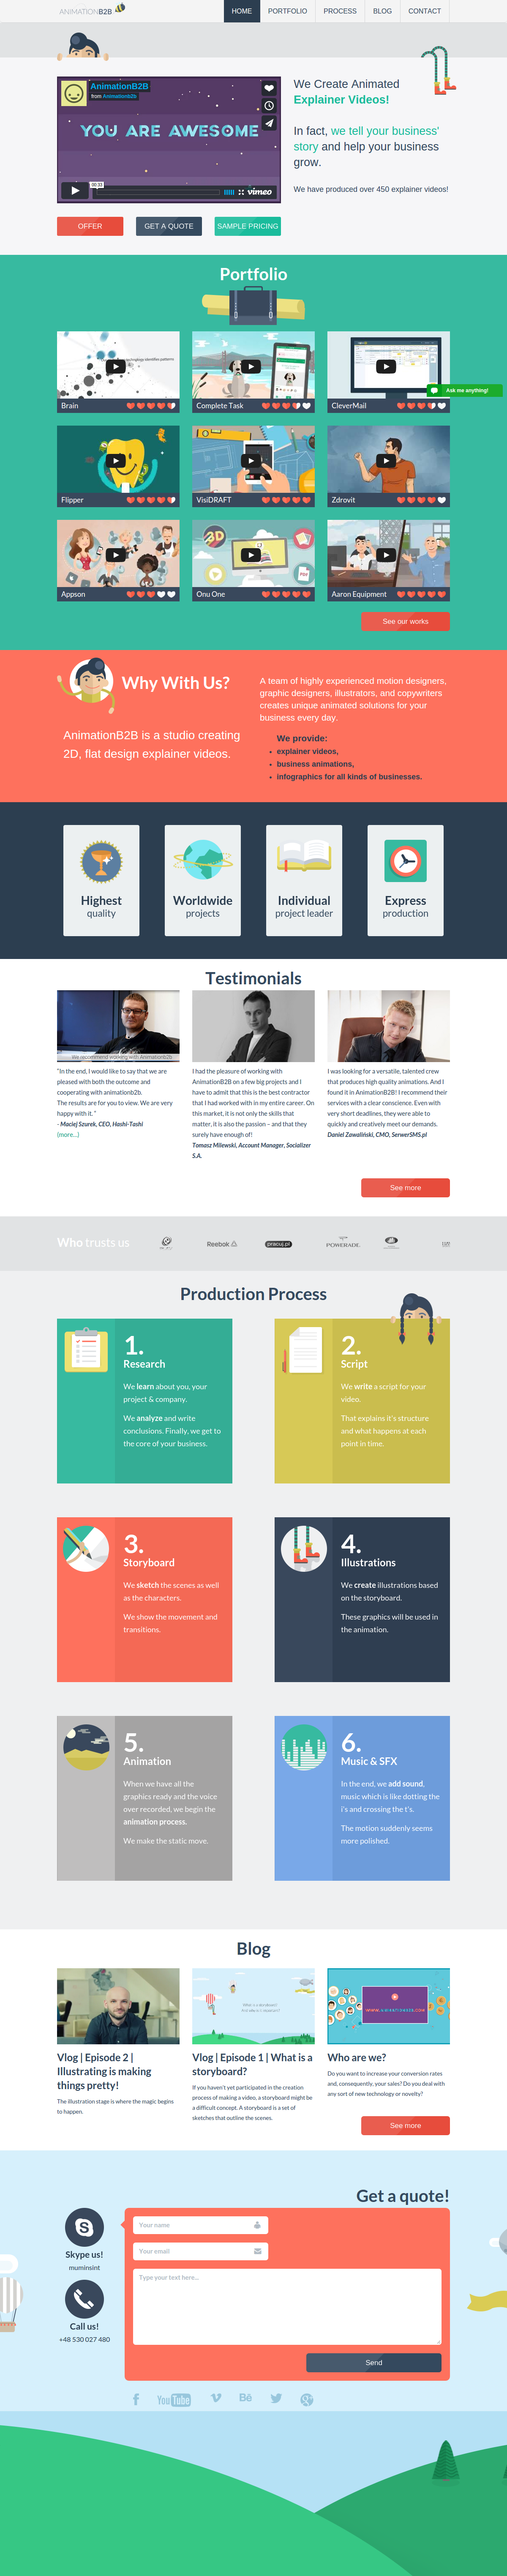 ANIMATIONB2B
HOME
PORTFOLIO
PROCESS
BLOG
CONTACT
AnimationB2B
from Animationb2b
YOU ARE AWESOME
00:33
vimeo
We Create Animated
Explainer Videos!
In fact, we tell your business'
story and help your business
grow.
We have produced over 450 explainer videos!
OFFER
GET A QUOTE
SAMPLE PRICING
Portfolio
Brain
Complete Task
CleverMail
Ask me anything!
Flipper
VisiDRAFT
Zdrovit
Appson
Onu One
Aaron Equipment
See our works
Why With Us?
AnimationB2B is a studio creating
2D, flat design explainer videos.
A team of highly experienced motion designers,
graphic designers, illustrators, and copywriters
creates unique animated solutions for your
business every day.
We provide:
explainer videos,
business animations,
infographics for all kinds of businesses.
Highest
quality
Worldwide
projects
Individual
project leader
Express
production
Testimonials
We recommend working with Animationb2b
"In the end, I would like to say that we are
pleased with both the outcome and
cooperating with animationb2b.
The results are for you to view. We are very
happy with it. "
- Maciej Szurek, CEO, Hashi-Tashi
(more...)
I had the pleasure of working with
AnimationB2B on a few big projects and I
have to admit that this is the best contractor
that I had worked with in my entire career. On
this market, it is not only the skills that
matter, it is also the passion – and that they
surely have enough of!
Tomasz Milewski, Account Manager, Socializer
S.A.
I was looking for a versatile, talented crew
that produces high quality animations. And I
found it in AnimationB2B! I recommend their
services with a clear conscience. Even with
very short deadlines, they were able to
quickly and creatively meet our demands.
Daniel Zawaliński, CMO, SerwerSMS.pl
See more
Who trusts us
Reebok
pracuj.pl
POWERADE
Production Process
1.
Research
We learn about you, your
project & company.
We analyze and write
conclusions. Finally, we get to
the core of your business.
2.
Script
We write a script for your
video.
That explains it's structure
and what happens at each
point in time.
3.
Storyboard
We sketch the scenes as well
as the characters.
We show the movement and
transitions.
4.
Illustrations
We create illustrations based
on the storyboard.
These graphics will be used in
the animation.
5.
Animation
When we have all the
graphics ready and the voice
over recorded, we begin the
animation process.
We make the static move.
6.
Music & SFX
In the end, we add sound,
music which is like dotting the
i's and crossing the t's.
The motion suddenly seems
more polished.
Blog
Vlog | Episode 2 |
Illustrating is making
things pretty!
The illustration stage is where the magic begins
to happen.
Vlog | Episode 1 | What is a
storyboard?
If you haven't yet participated in the creation
process of making a video, a storyboard might be
a difficult concept. A storyboard is a set of
sketches that outline the scenes.
Who are we?
Do you want to increase your conversion rates
and, consequently, your sales? Do you deal with
any sort of new technology or novelty?
See more
Get a quote!
Skype us!
muminsint
Call us!
+48 530 027 480
Your name
Your email
Type your text here...
Send
YouTube
Bē